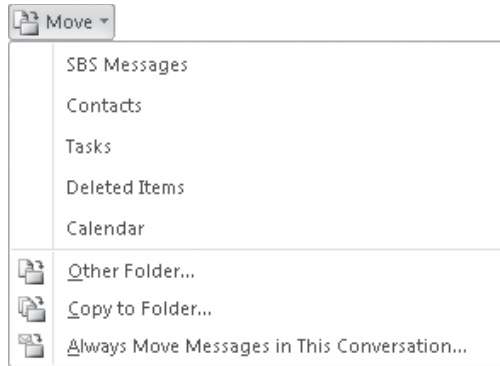 Move
SBS Messages
Contacts
Tasks
Deleted Items
Calendar
Other Folder...
Copy to Folder...
Always Move Messages in This Conversation...